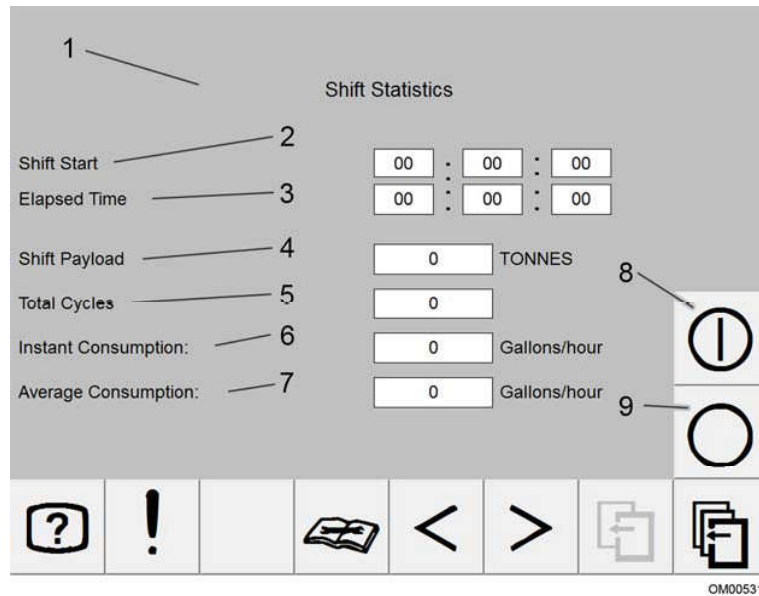 1
Shift Statistics
2
Shift Start 00 : 00 : 00
Elapsed Time 3 00 : 00 : 00
Shift Payload 4 0 TONNES
8
Total Cycles 5 0
Instant Consumption: 6 0 Gallons/hour
Average Consumption: 7 0 Gallons/hour
9
? ! < >
OM00531